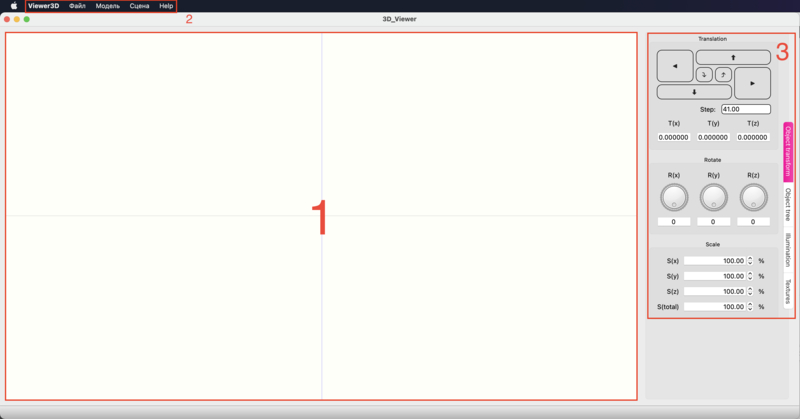 Viewer3D Файл Модель Сцена Help
2
3D_Viewer
1
3
Translation
Step: 41.00
T(x) T(y) T(z)
0.000000 0.000000 0.000000
Rotate
R(x) R(y) R(z)
0 0 0
Scale
S(x) 100.00 %
S(y) 100.00 %
S(z) 100.00 %
S(total) 100.00 %
Object transform
Object tree
Illumination
Textures